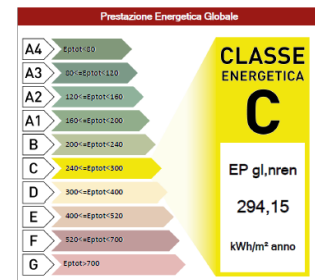 Prestazione Energetica Globale
A4 Eptot<80
A3 80<=Eptot<120
A2 120<=Eptot<160
A1 160<=Eptot<200
B 200<=Eptot<240
C 240<=Eptot<300
D 300<=Eptot<400
E 400<=Eptot<520
F 520<=Eptot<700
G Eptot>700
CLASSE
ENERGETICA
C
EP gl,nren
294,15
kWh/m² anno